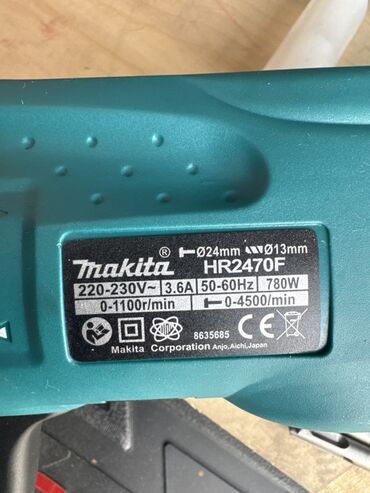 Makita® Ø24mm Ø13mm
HR2470F
220-230V~ 3.6A 50-60Hz 780W
0-1100r/min 0-4500/min
8635685
Makita Corporation Anjo,Aichi,Japan